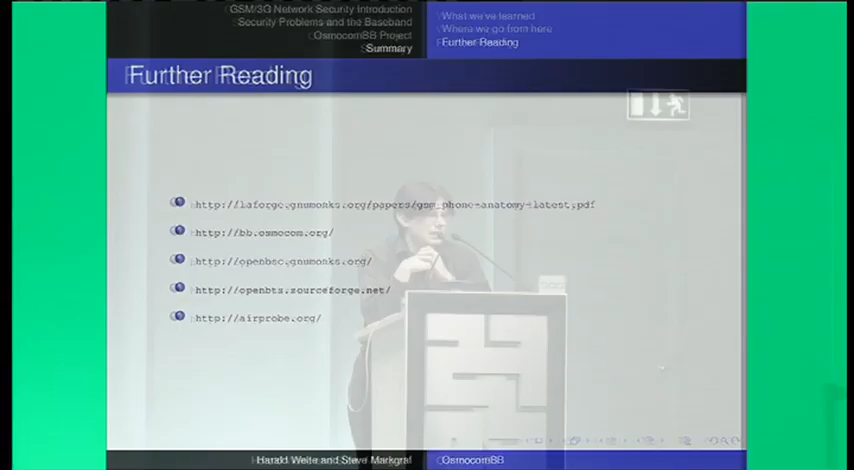 GSM/3G Network Security Introduction
Security Problems and the Baseband
OsmocomBB Project
Summary
What we've learned
Where we go from here
Further Reading
Further Reading
http://laforge.gnumonks.org/papers/gsm_phone-anatomy-latest.pdf
http://bb.osmocom.org/
http://openbsc.gnumonks.org/
http://openbts.sourceforge.net/
http://airprobe.org/
Harald Welte and Steve Markgraf
OsmocomBB